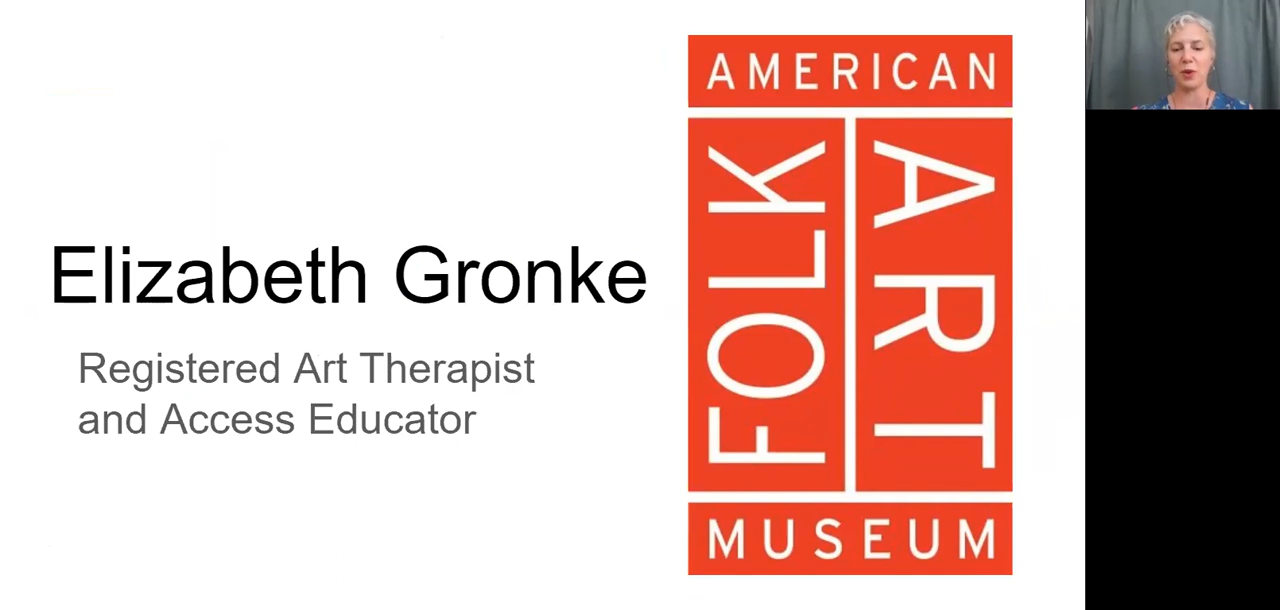 Elizabeth Gronke
Registered Art Therapist
and Access Educator
AMERICAN
FOLK
ART
MUSEUM